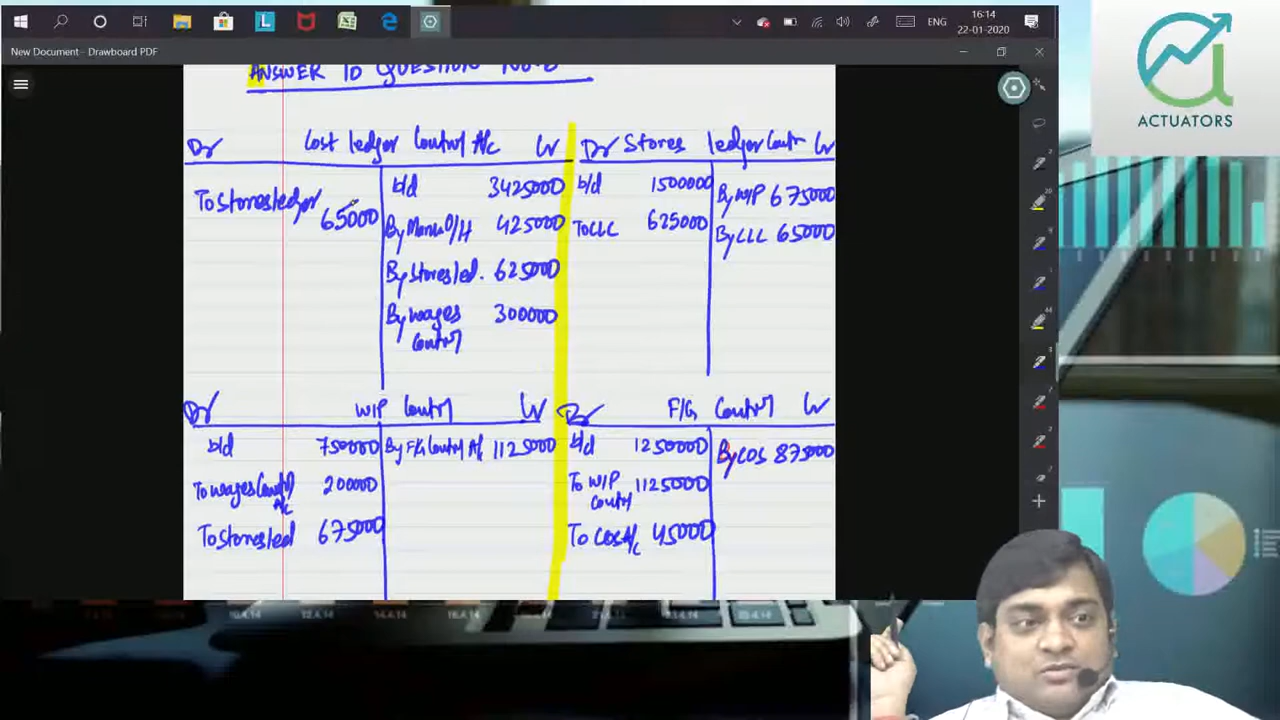 16:14
ENG
22-01-2020
New Document - Drawboard PDF
ACTUATORS
ANSWER TO QUESTION NO
Dr Cost ledger Control A/c Cr
To stores ledger 65000
b/d 3425000
By Manu O/H 425000
By stores led. 625000
By wages Control 300000
Dr Stores ledger Contr Cr
b/d 1500000
To CLC 625000
By WIP 675000
By CLC 65000
Dr WIP Control Cr
b/d 750000
To wages Control A/c 200000
To stores led 675000
By F/G Control A/c 1125000
Dr F/G Control Cr
b/d 1250000
To WIP Control 1125000
To COS A/c 45000
By COS 875000